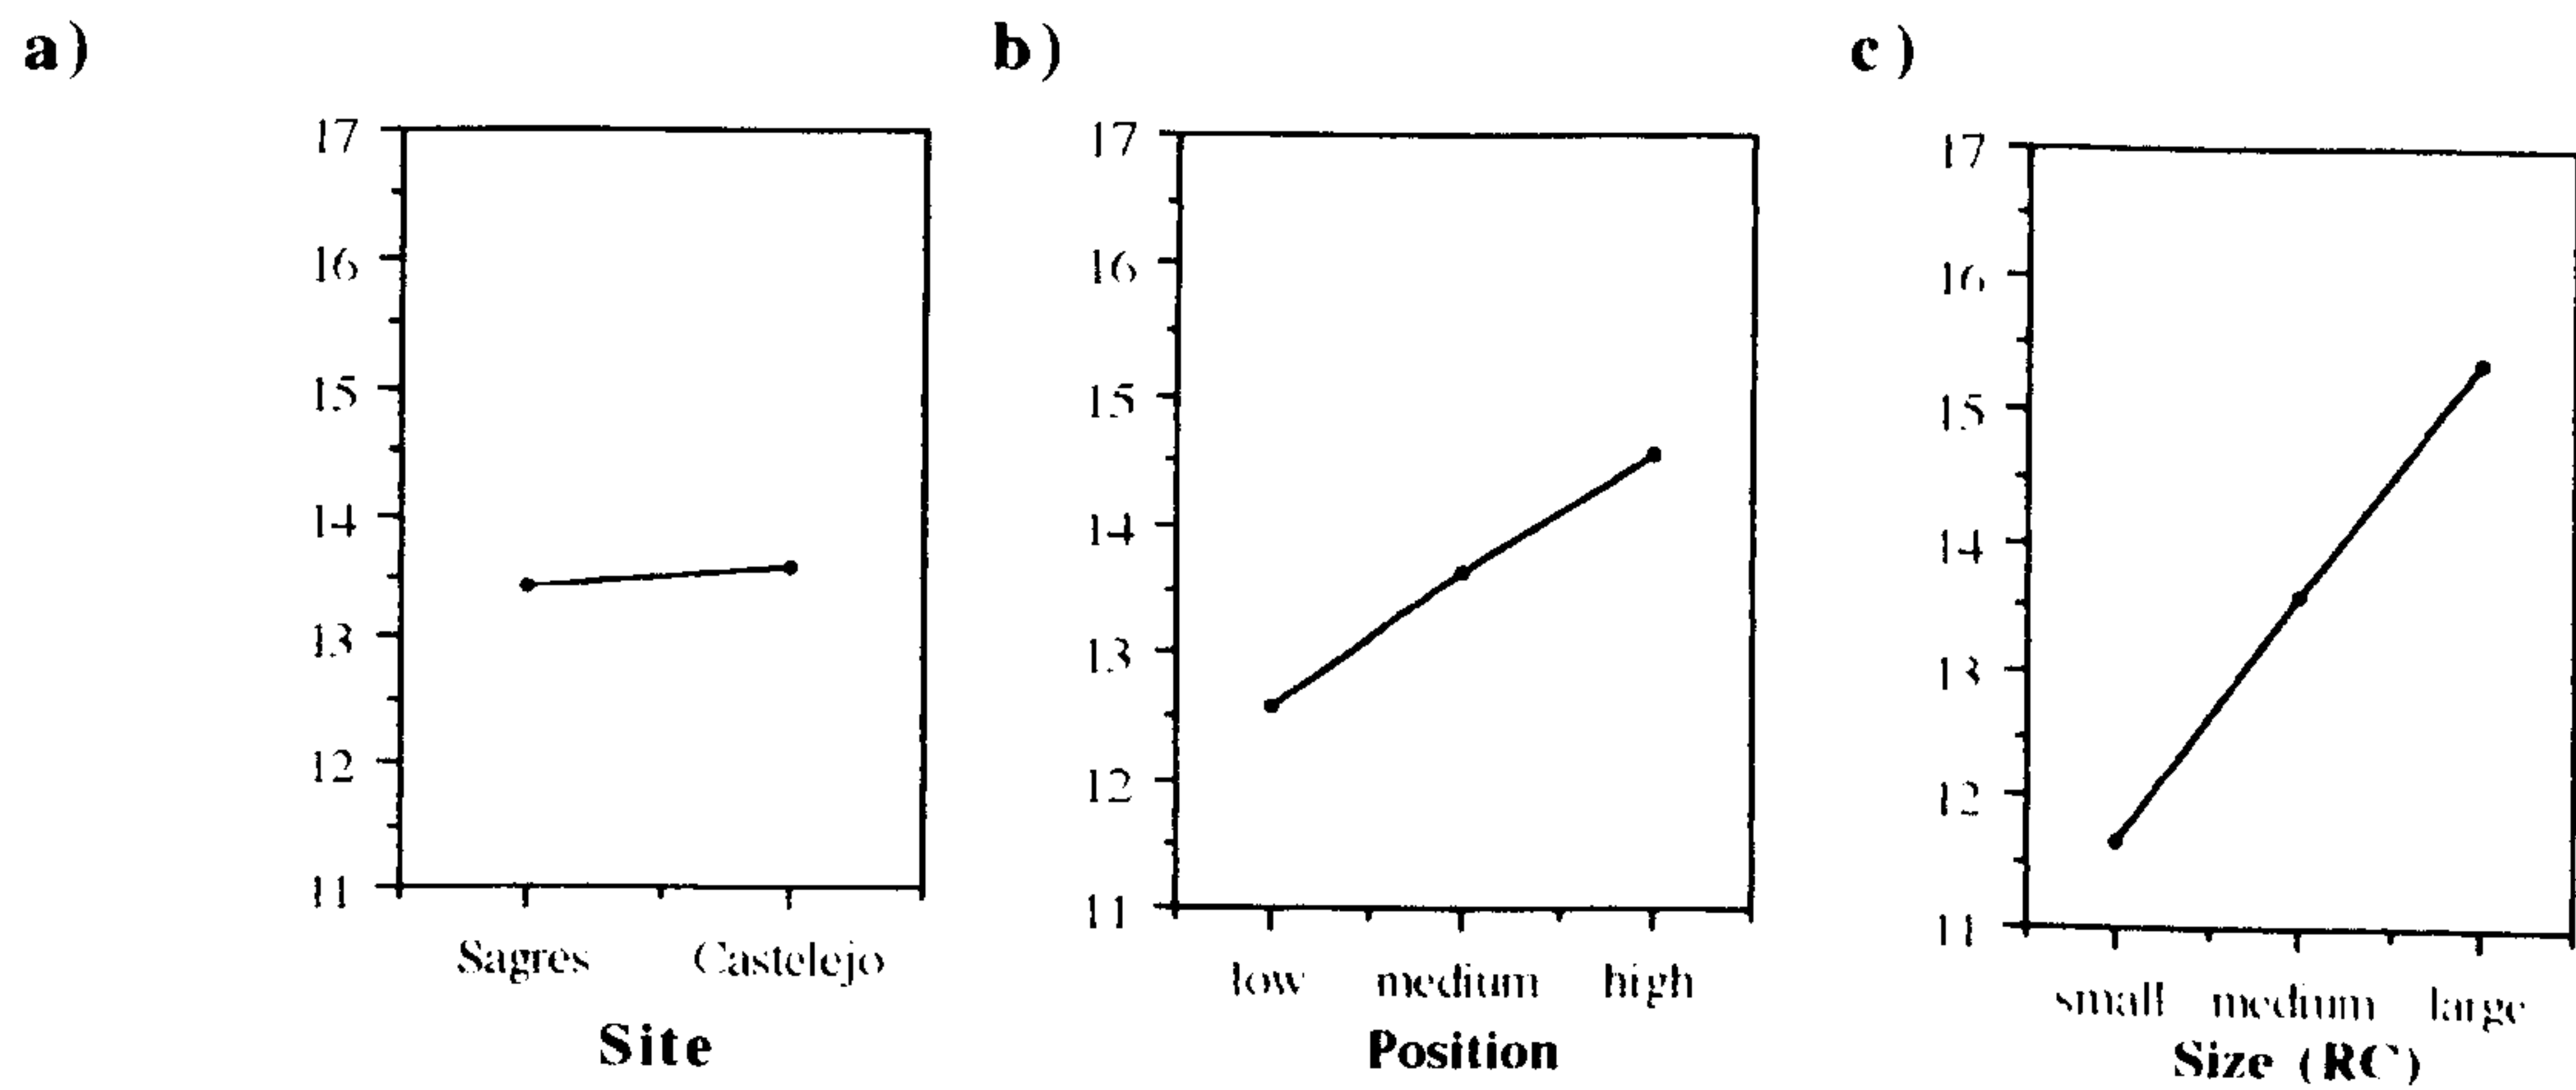 a)
17
16
15
14
13
12
11
Sagres Castelejo
Site
b)
17
16
15
14
13
12
11
low medium high
Position
c)
17
16
15
14
13
12
11
small medium large
Size (RC)